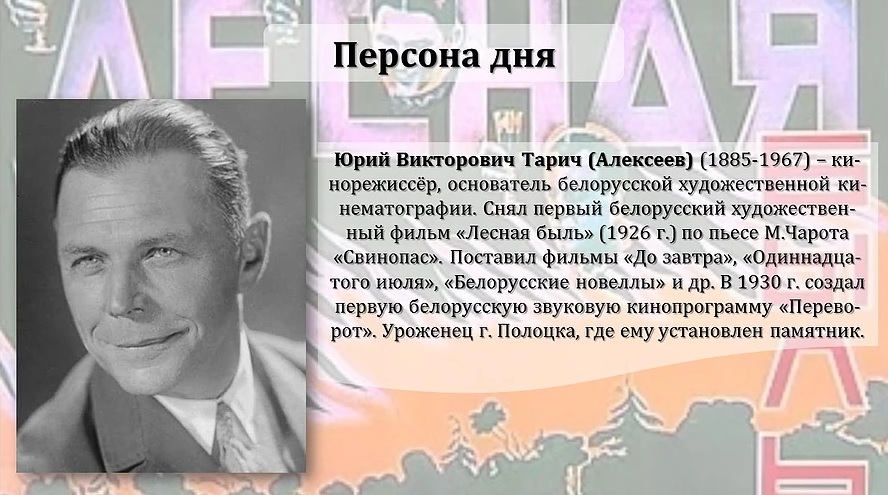 ЛЕСНАЯ
Персона дня
Юрий Викторович Тарич (Алексеев) (1885-1967) – ки-
норежиссёр, основатель белорусской художественной ки-
нематографии. Снял первый белорусский художествен-
ный фильм «Лесная быль» (1926 г.) по пьесе М.Чарота
«Свинопас». Поставил фильмы «До завтра», «Одиннадца-
того июля», «Белорусские новеллы» и др. В 1930 г. создал
первую белорусскую звуковую кинопрограмму «Перево-
рот». Уроженец г. Полоцка, где ему установлен памятник.